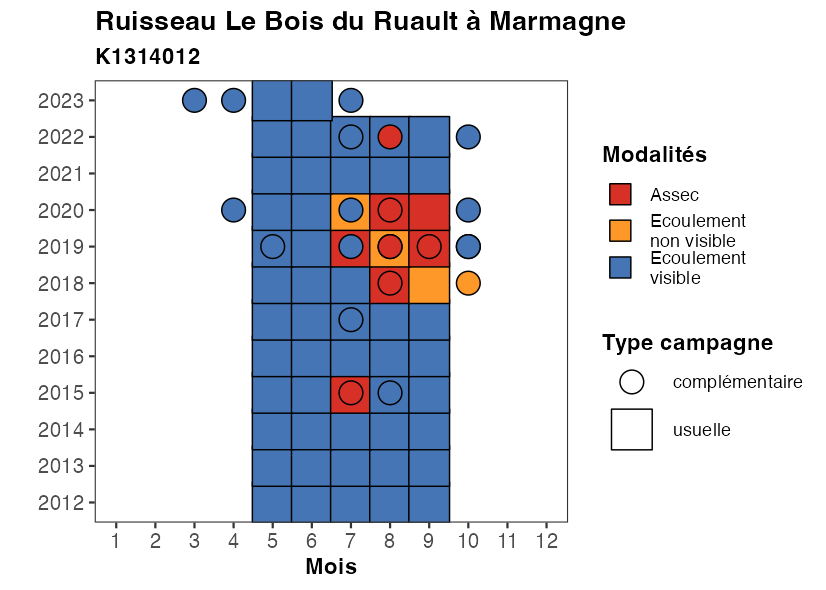 Ruisseau Le Bois du Ruault à Marmagne
K1314012
2023
2022
2021
2020
2019
2018
2017
2016
2015
2014
2013
2012
1 2 3 4 5 6 7 8 9 10 11 12
Mois
Modalités
Assec
Ecoulement
non visible
Ecoulement
visible
Type campagne
complémentaire
usuelle